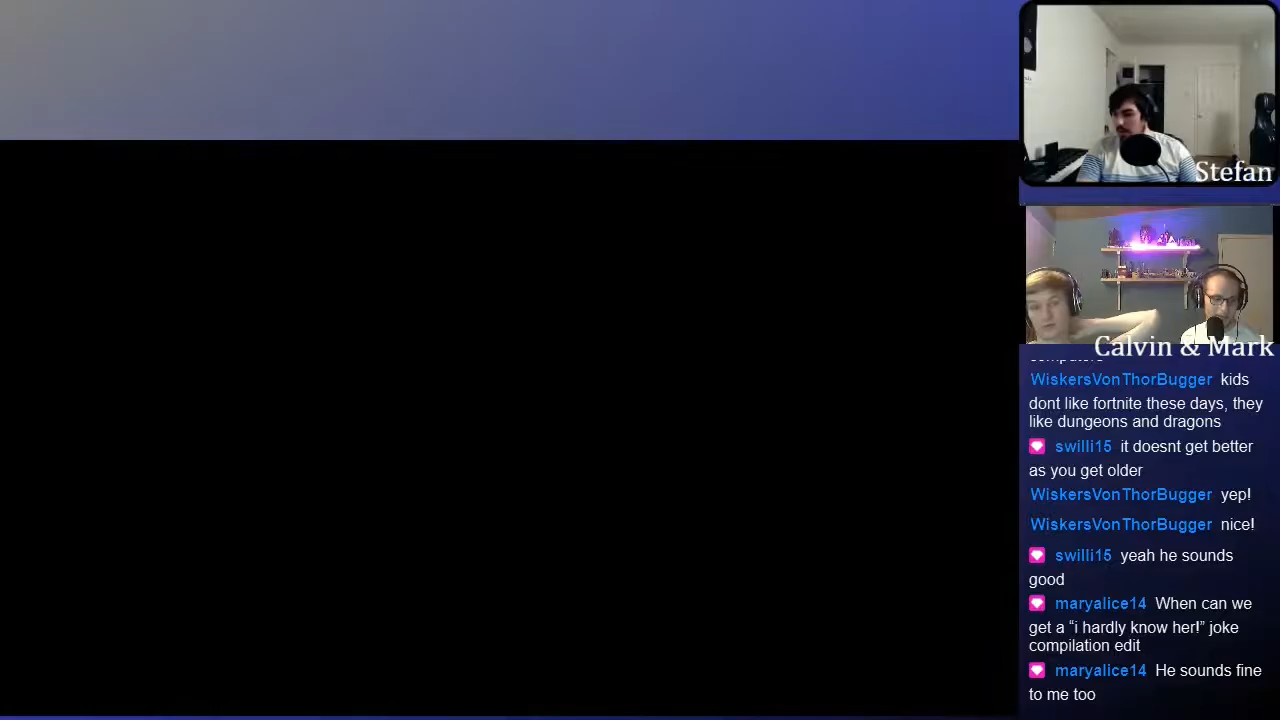 Stefan
Calvin & Mark
WiskersVonThorBugger kids
dont like fortnite these days, they
like dungeons and dragons
swilli15 it doesnt get better
as you get older
WiskersVonThorBugger yep!
WiskersVonThorBugger nice!
swilli15 yeah he sounds
good
maryalice14 When can we
get a “i hardly know her!” joke
compilation edit
maryalice14 He sounds fine
to me too